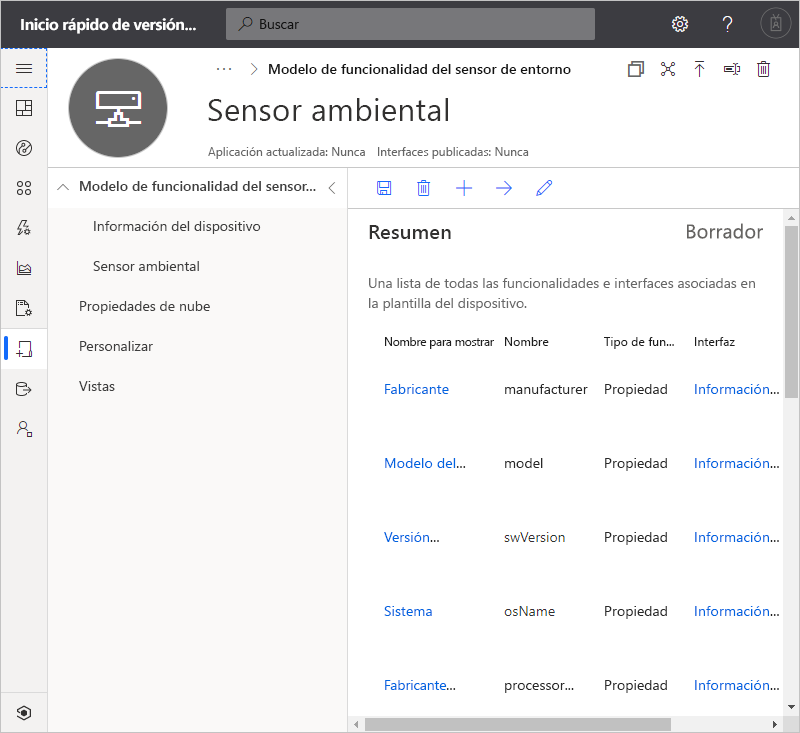 Inicio rápido de versión...
Buscar
... > Modelo de funcionalidad del sensor de entorno
Sensor ambiental
Aplicación actualizada: Nunca Interfaces publicadas: Nunca
Modelo de funcionalidad del sensor...
Información del dispositivo
Sensor ambiental
Propiedades de nube
Personalizar
Vistas
Resumen Borrador
Una lista de todas las funcionalidades e interfaces asociadas en
la plantilla del dispositivo.
Nombre para mostrar Nombre Tipo de fun... Interfaz
Fabricante manufacturer Propiedad Información...
Modelo del... model Propiedad Información...
Versión... swVersion Propiedad Información...
Sistema osName Propiedad Información...
Fabricante... processor... Propiedad Información...